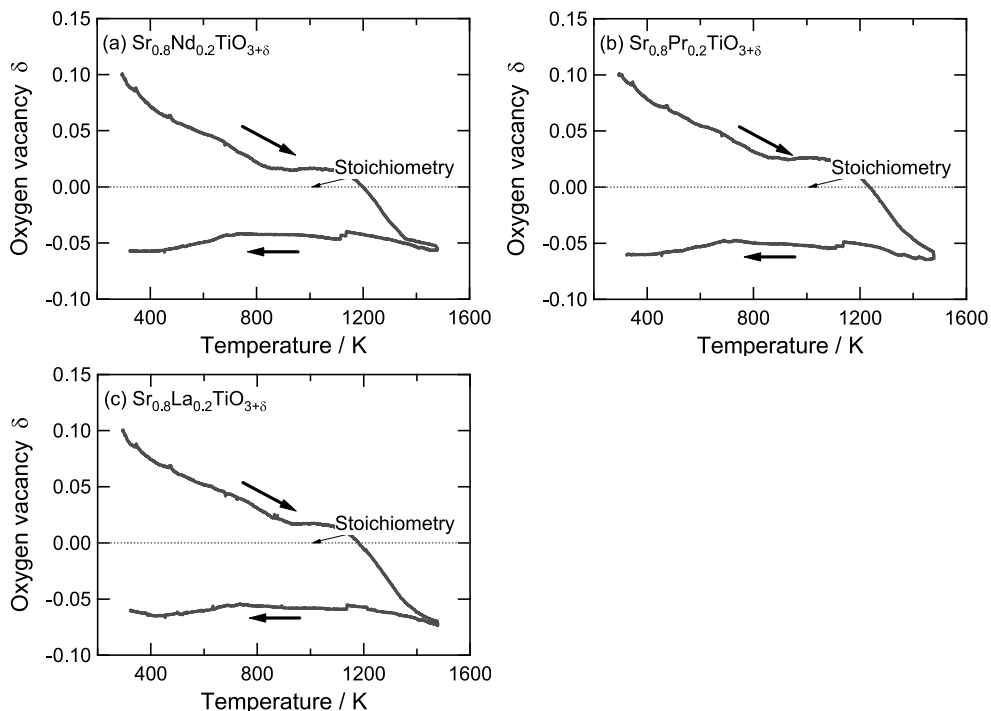 (a) Sr0.8Nd0.2TiO3+δ
0.15
0.10
0.05
0.00
-0.05
-0.10
Oxygen vacancy δ
Stoichiometry
400 800 1200 1600
Temperature / K
(b) Sr0.8Pr0.2TiO3+δ
0.15
0.10
0.05
0.00
-0.05
-0.10
Oxygen vacancy δ
Stoichiometry
400 800 1200 1600
Temperature / K
(c) Sr0.8La0.2TiO3+δ
0.15
0.10
0.05
0.00
-0.05
-0.10
Oxygen vacancy δ
Stoichiometry
400 800 1200 1600
Temperature / K